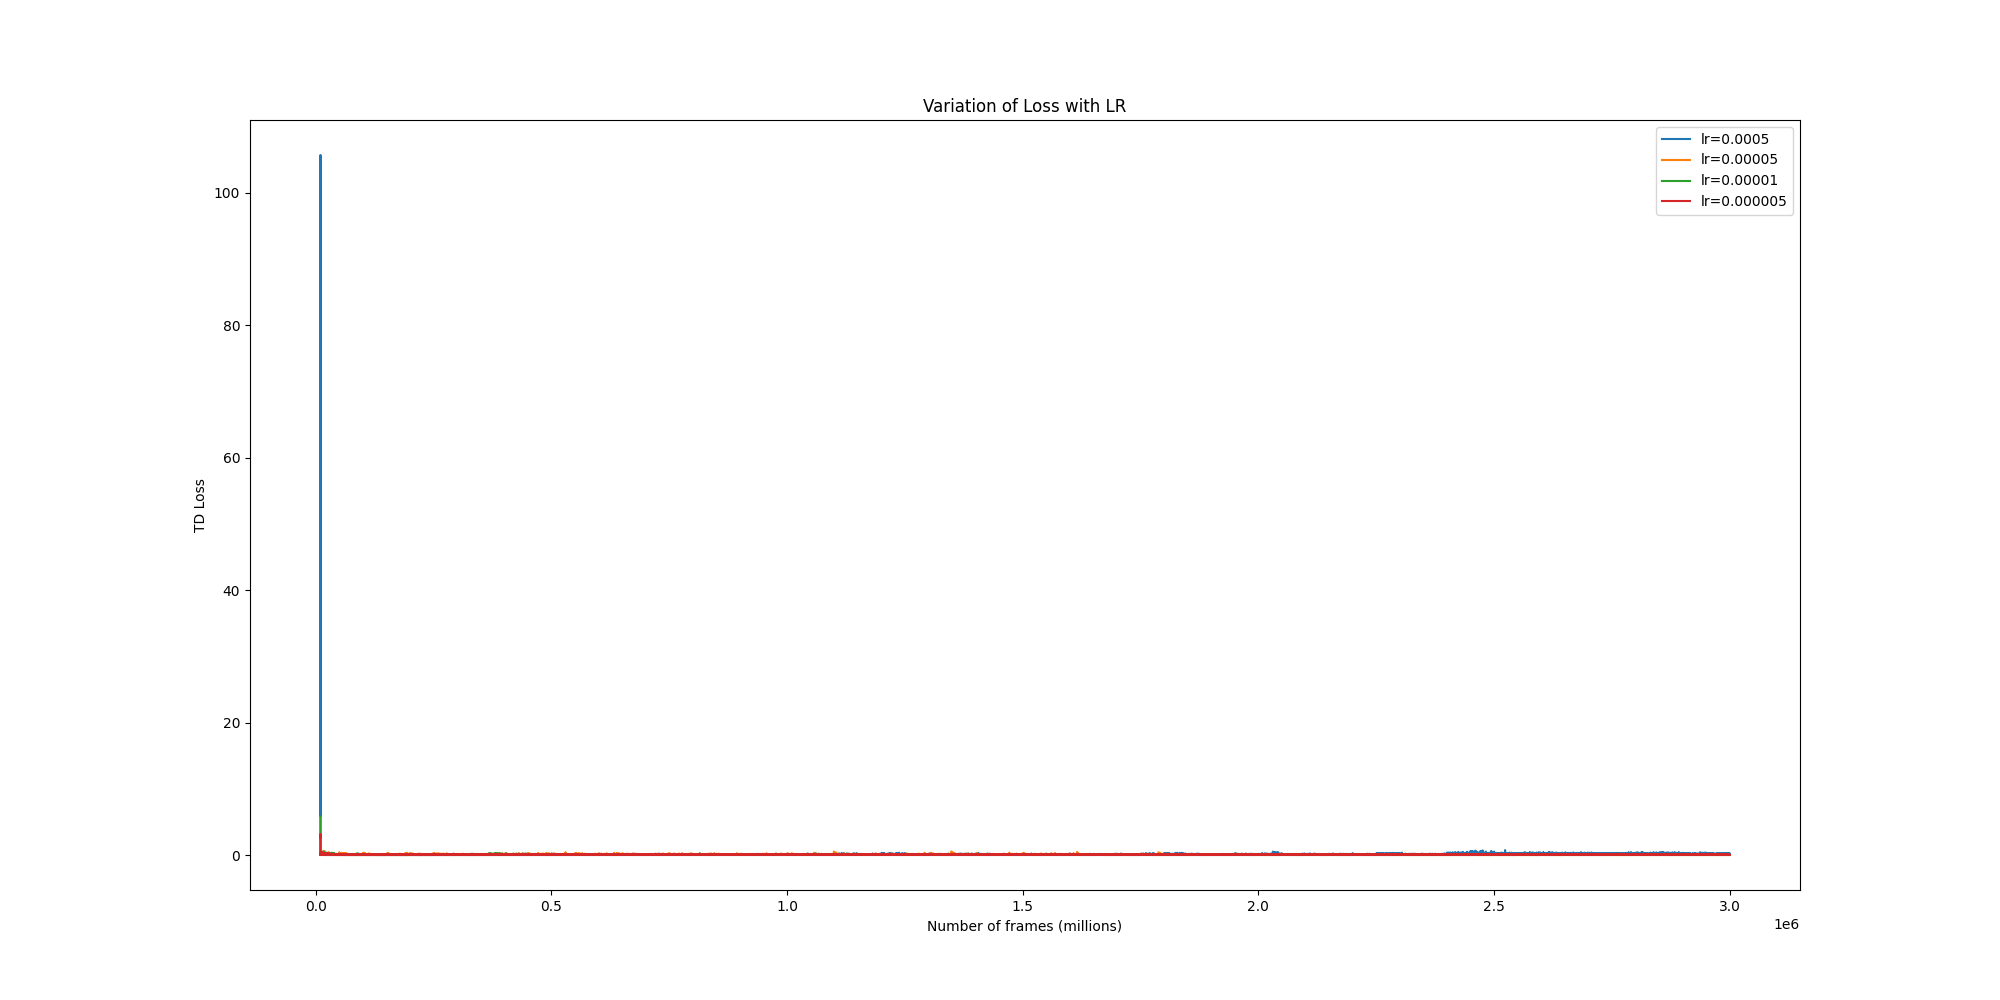 Variation of Loss with LR
lr=0.0005
lr=0.00005
lr=0.00001
lr=0.000005
100
80
60
40
20
0
TD Loss
0.0 0.5 1.0 1.5 2.0 2.5 3.0
1e6
Number of frames (millions)